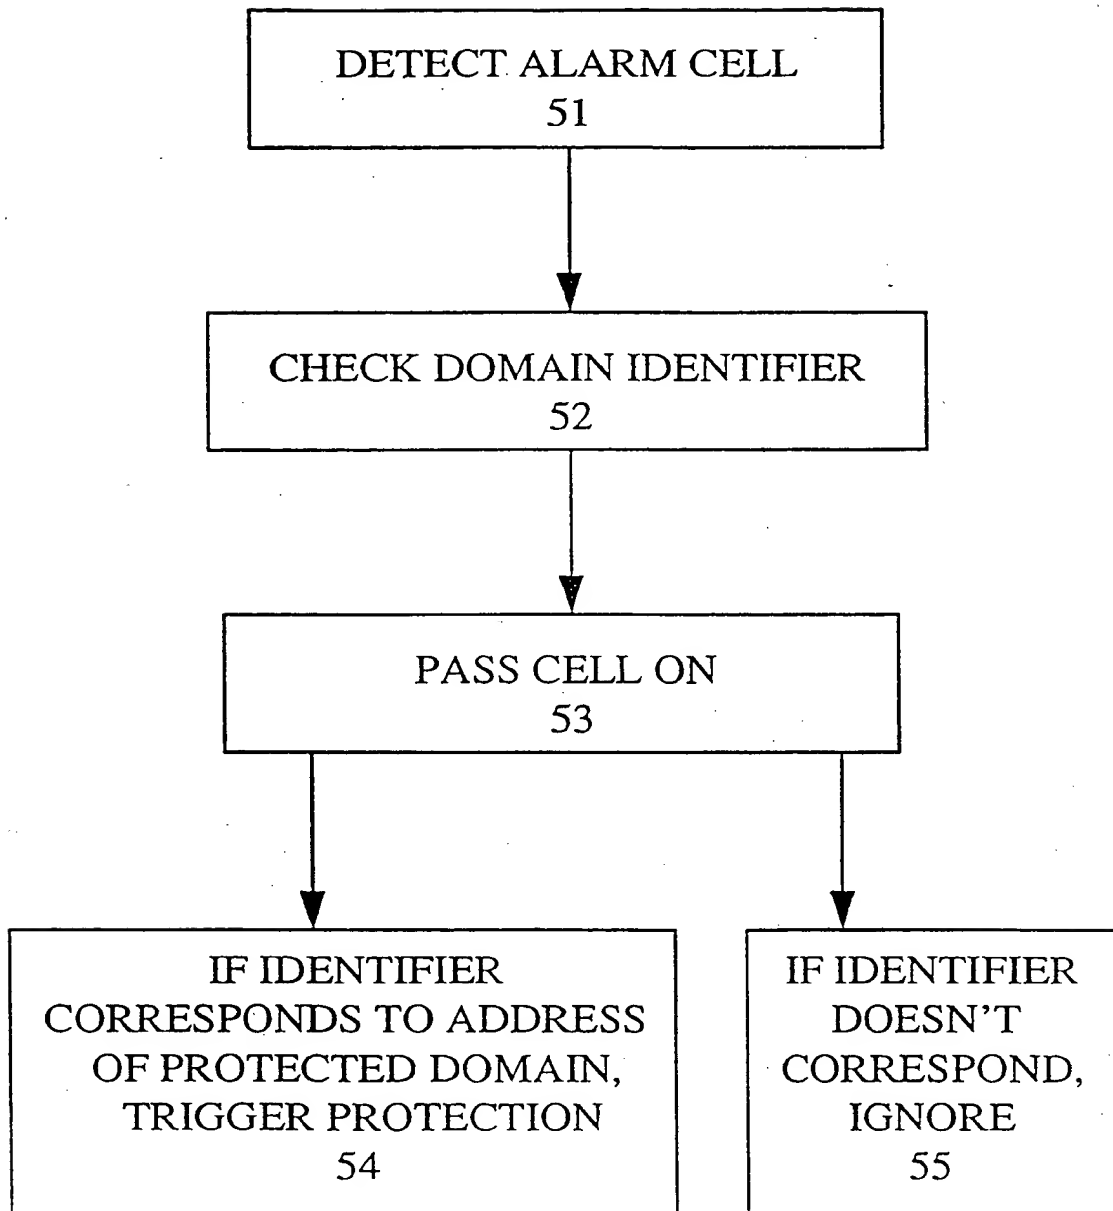 DETECT ALARM CELL
51
CHECK DOMAIN IDENTIFIER
52
PASS CELL ON
53
IF IDENTIFIER
CORRESPONDS TO ADDRESS
OF PROTECTED DOMAIN,
TRIGGER PROTECTION
54
IF IDENTIFIER
DOESN'T
CORRESPOND,
IGNORE
55